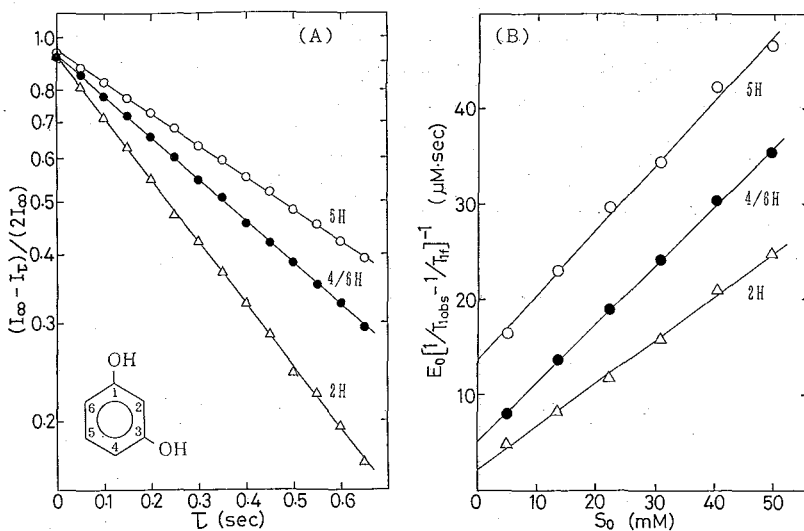 (A)
(I∞ − Iτ)/(2I∞)
1.0
0.9
0.8
0.7
0.6
0.5
0.4
0.3
0.2
5H
4/6H
2H
OH
1
6
2
5
3
4
OH
0
0.1
0.2
0.3
0.4
0.5
0.6
τ (sec)
(B)
E₀[1/T₁obs − 1/T₁f]⁻¹ (μM·sec)
40
30
20
10
5H
4/6H
2H
0
10
20
30
40
50
S₀ (mM)